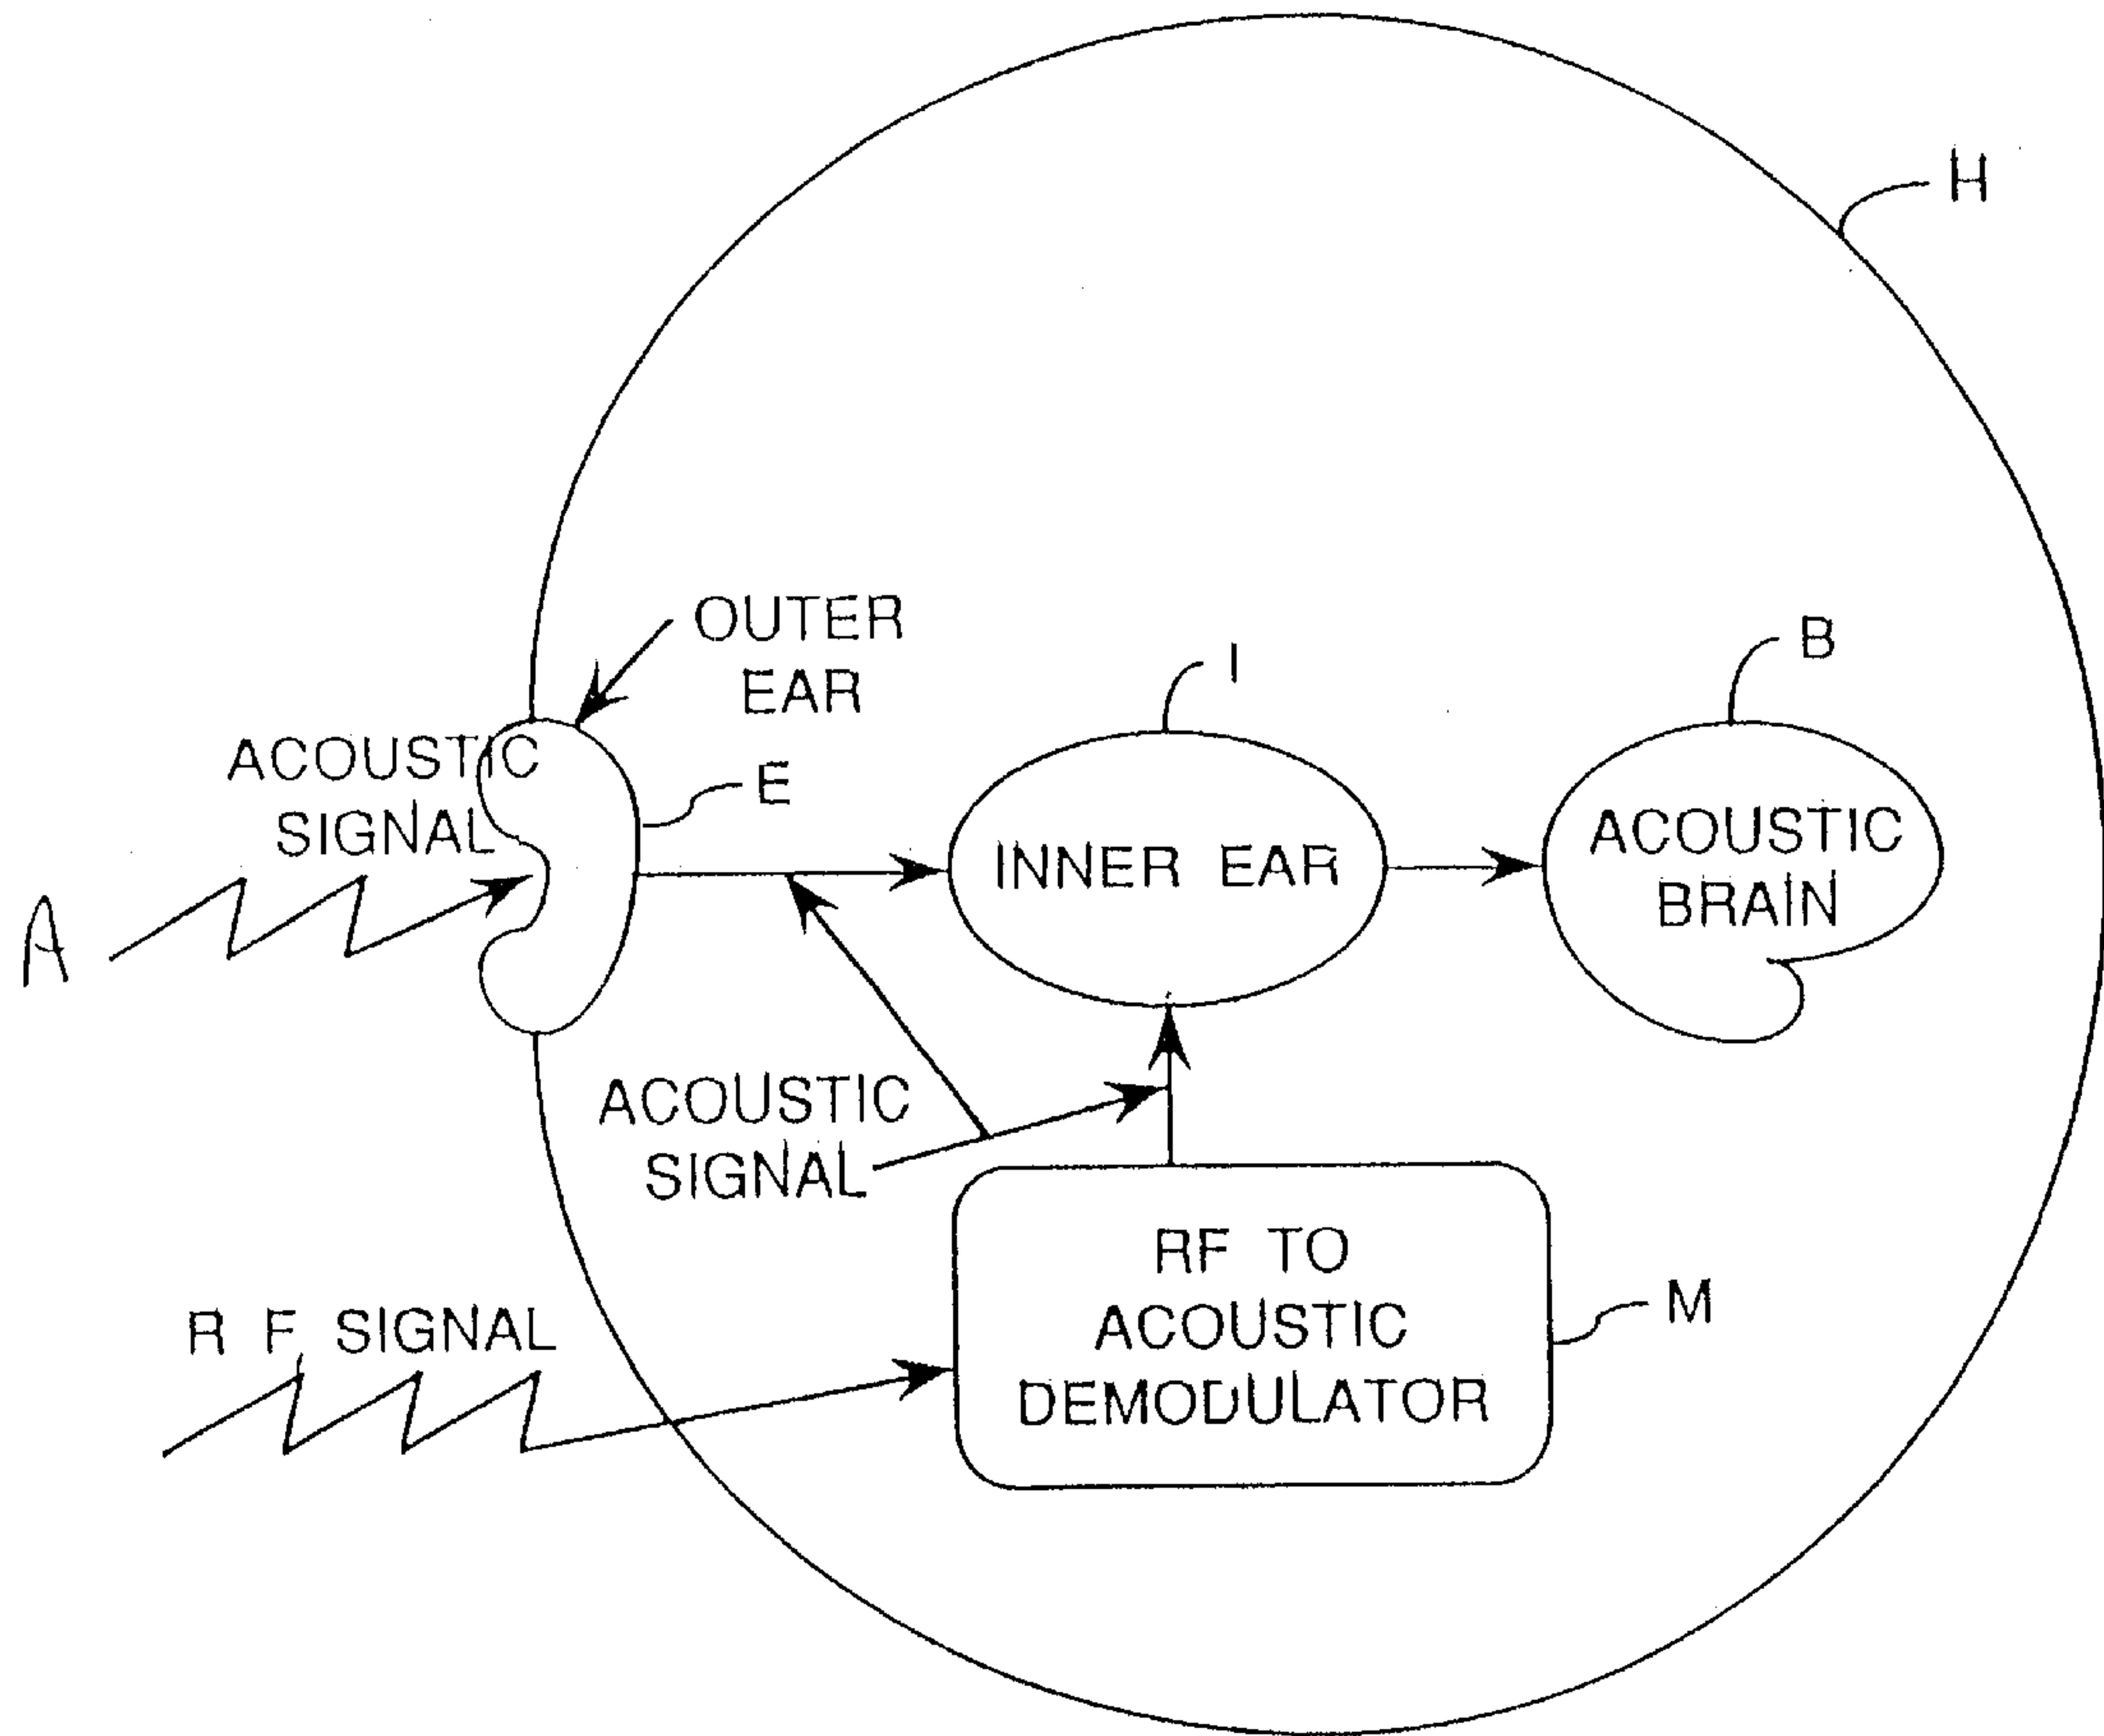 H
OUTER
EAR
I
B
ACOUSTIC
SIGNAL
E
ACOUSTIC
BRAIN
INNER EAR
A
ACOUSTIC
SIGNAL
RF TO
ACOUSTIC
DEMODULATOR
M
R F SIGNAL